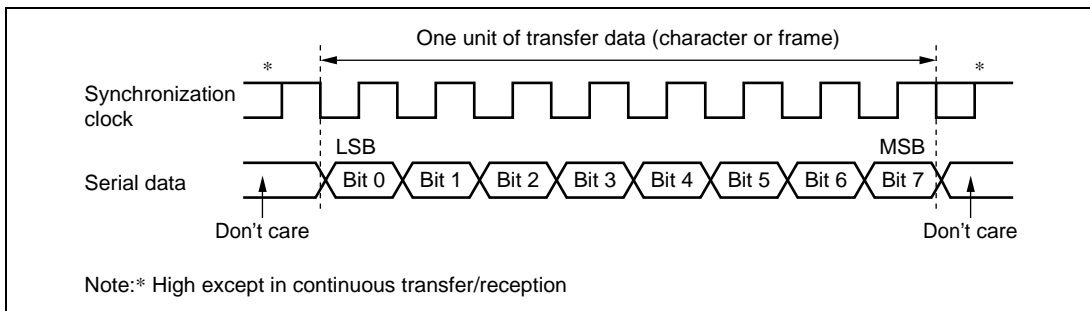 One unit of transfer data (character or frame)
* *
Synchronization
clock
LSB MSB
Serial data Bit 0 Bit 1 Bit 2 Bit 3 Bit 4 Bit 5 Bit 6 Bit 7
Don't care Don't care
Note:* High except in continuous transfer/reception